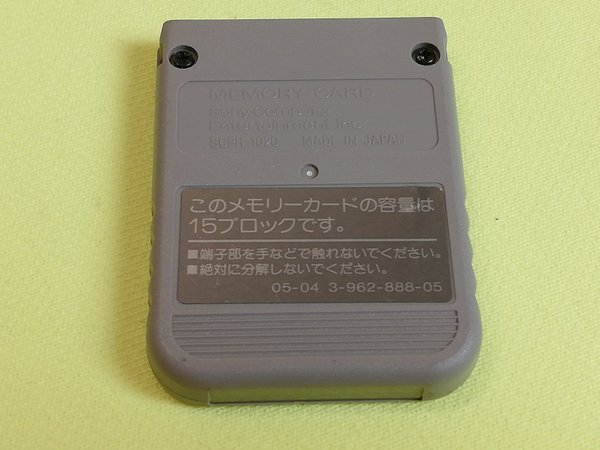 MEMORY CARD
Sony Computer
Entertainment Inc.
SCPH-1020 MADE IN JAPAN
このメモリーカードの容量は
15ブロックです。
■端子部を手などで触れないでください。
■絶対に分解しないでください。
05-04 3-962-888-05